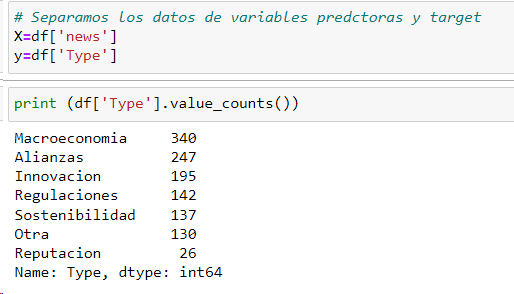 # Separamos los datos de variables predctoras y target
X=df['news']
y=df['Type']
print (df['Type'].value_counts())
Macroeconomia     340
Alianzas          247
Innovacion        195
Regulaciones      142
Sostenibilidad    137
Otra              130
Reputacion         26
Name: Type, dtype: int64